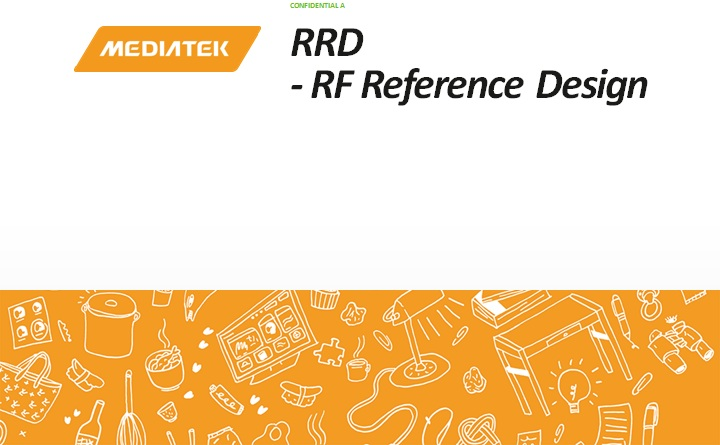 CONFIDENTIAL A
MEDIATEK
RRD
- RF Reference Design